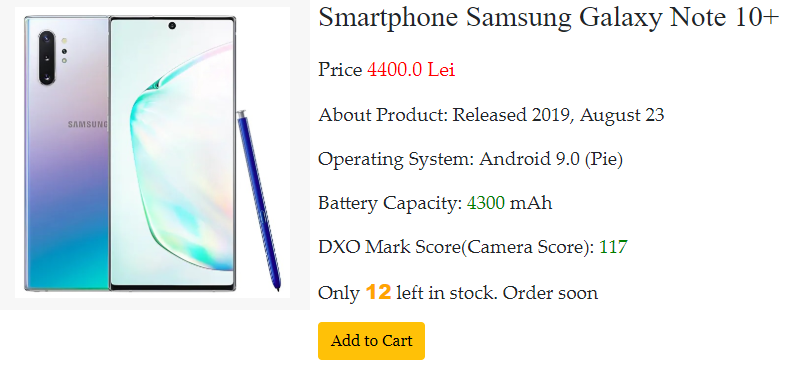 Smartphone Samsung Galaxy Note 10+
Price 4400.0 Lei
About Product: Released 2019, August 23
SAMSUNG
Operating System: Android 9.0 (Pie)
Battery Capacity: 4300 mAh
DXO Mark Score(Camera Score): 117
Only 12 left in stock. Order soon
Add to Cart